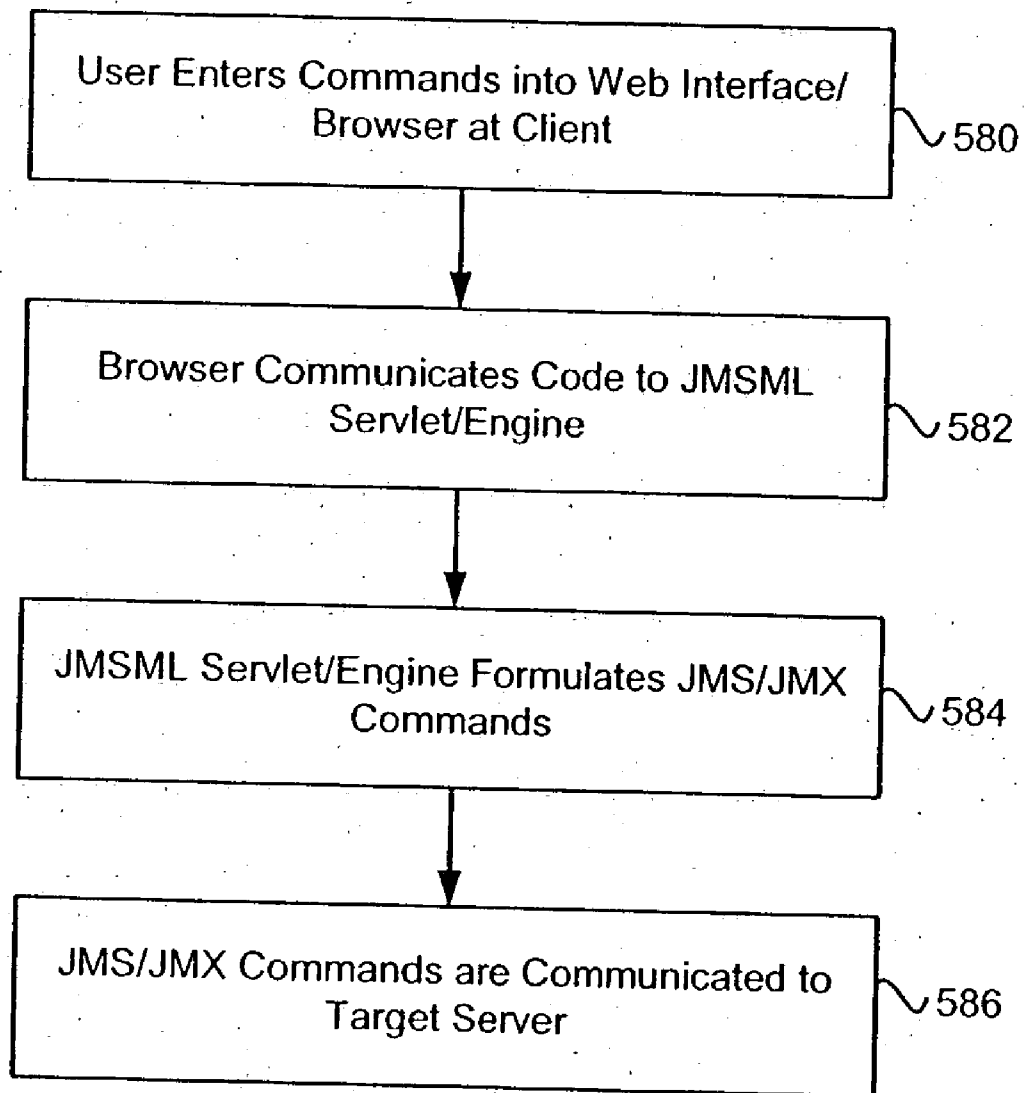 User Enters Commands into Web Interface/
Browser at Client
580
Browser Communicates Code to JMSML
Servlet/Engine
582
JMSML Servlet/Engine Formulates JMS/JMX
Commands
584
JMS/JMX Commands are Communicated to
Target Server
586